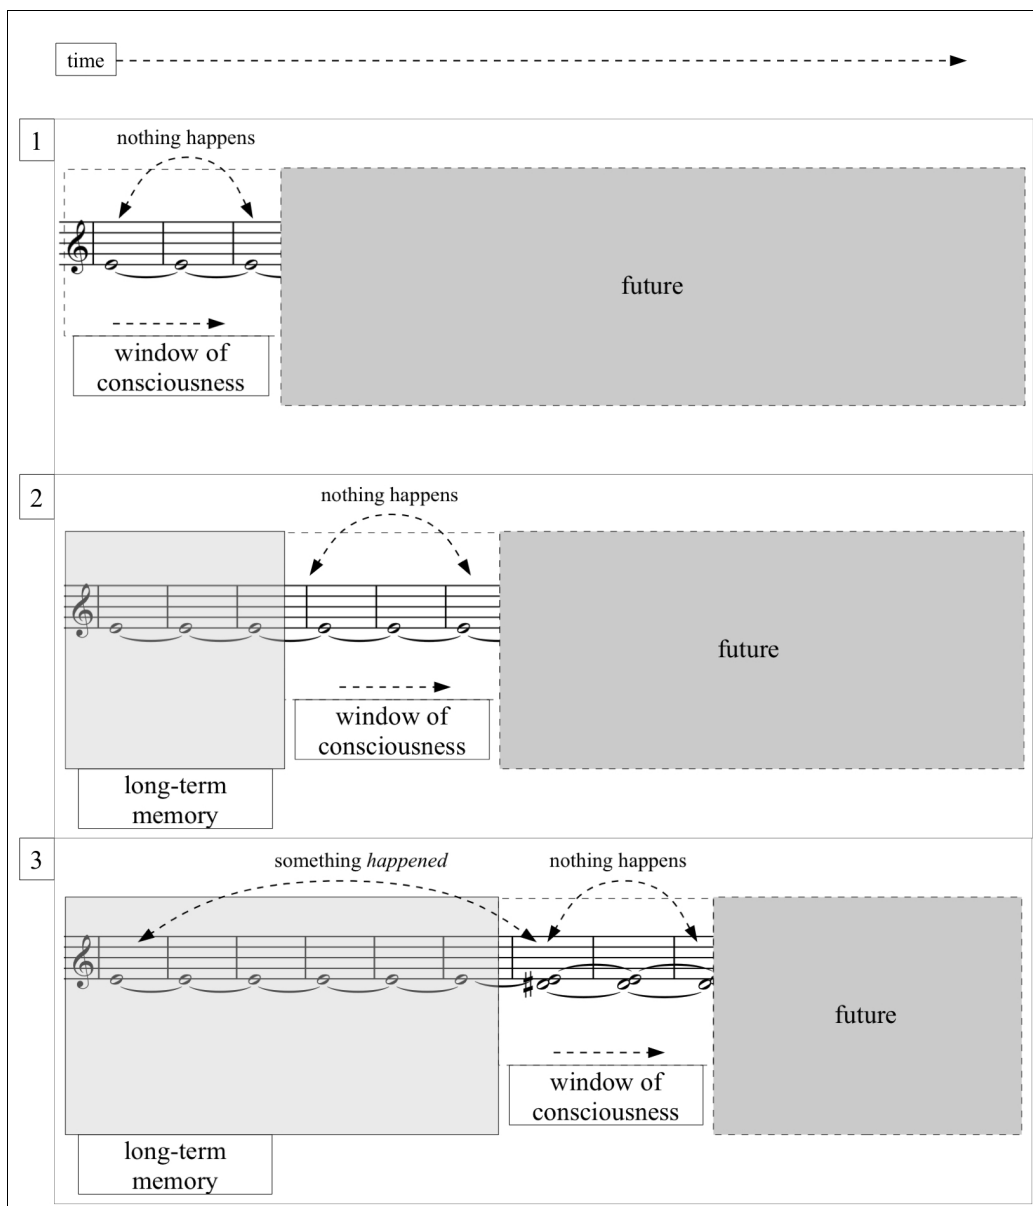 time
1
nothing happens
future
window of
consciousness
2
nothing happens
future
window of
consciousness
long-term
memory
3
something happened
nothing happens
future
window of
consciousness
long-term
memory